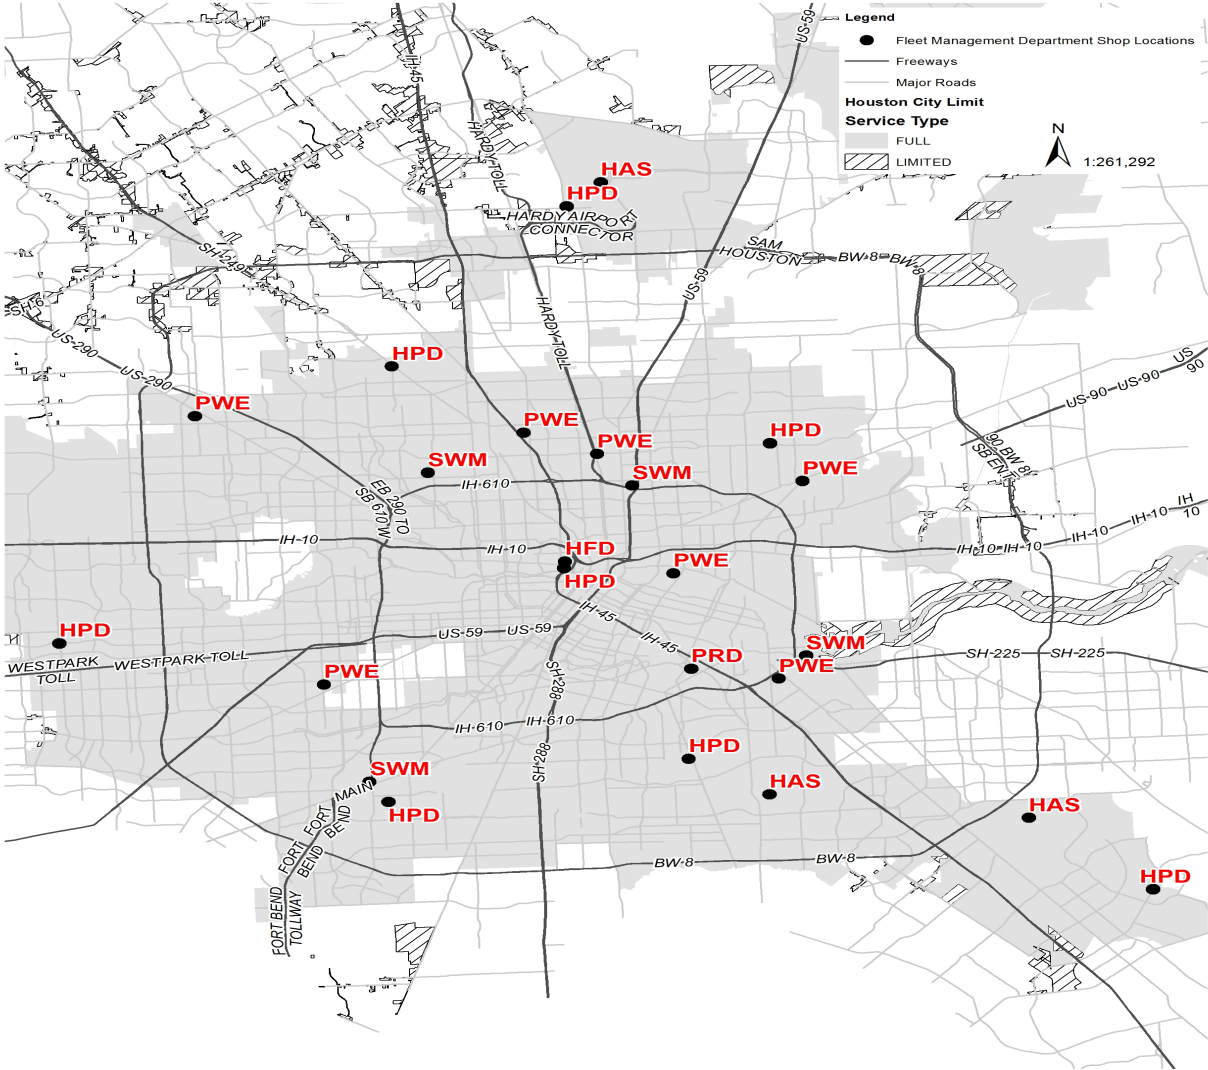 US-59
Legend
Fleet Management Department Shop Locations
Freeways
Major Roads
Houston City Limit
Service Type
FULL
LIMITED
N
1:261,292
IH-45
HARDY TOLL
HAS
HPD
HARDY AIRPORT
CONNECTOR
SAM
HOUSTON
BW-8
BW-8
SH-249
US-59
SH-6
US-290
US-290
HARDY TOLL
HPD
US
90
US-90
US-90
PWE
PWE
PWE
HPD
90 BW 8
SB ENT
SWM
SWM
PWE
IH-610
EB 290 TO
SB 610 W
IH-10
IH-10
IH
10
IH-10
IH-10
IH-10
IH-10
HFD
HPD
PWE
IH-45
HPD
US-59
US-59
IH-45
SWM
WESTPARK
TOLL
WESTPARK TOLL
PWE
PRD
PWE
SH-225
SH-225
SH-288
IH-610
IH-610
SH-288
HPD
SWM
HAS
HAS
MAIN
HPD
FORT
BEND
FORT
BEND
BW-8
BW-8
HPD
FORT BEND
TOLLWAY